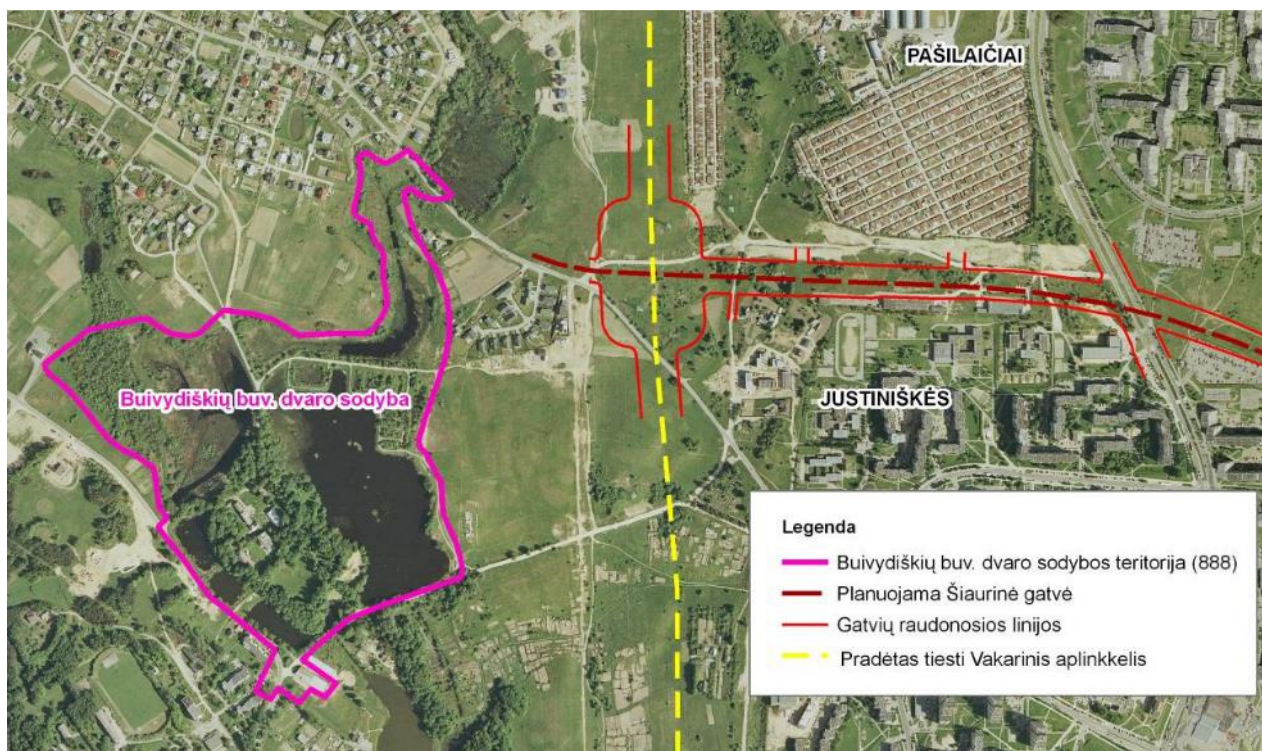 PAŠILAIČIAI
Buivydiškių buv. dvaro sodyba
JUSTINIŠKĖS
Legenda
Buivydiškių buv. dvaro sodybos teritorija (888)
Planuojama Šiaurinė gatvė
Gatvių raudonosios linijos
Pradėtas tiesti Vakarinis aplinkkelis